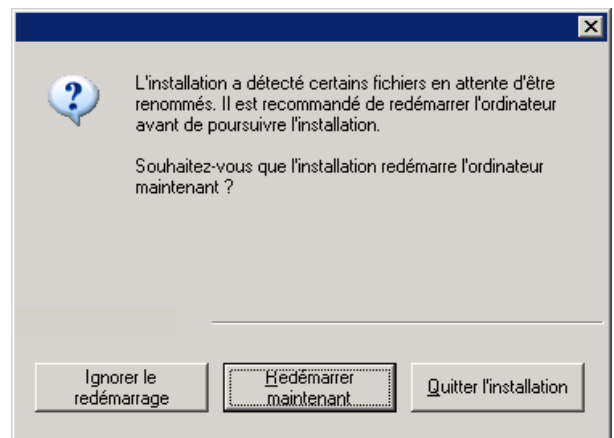 L'installation a détecté certains fichiers en attente d'être
renommés. Il est recommandé de redémarrer l'ordinateur
avant de poursuivre l'installation.
Souhaitez-vous que l'installation redémarre l'ordinateur
maintenant ?
Ignorer le
redémarrage
Redémarrer
maintenant
Quitter l'installation